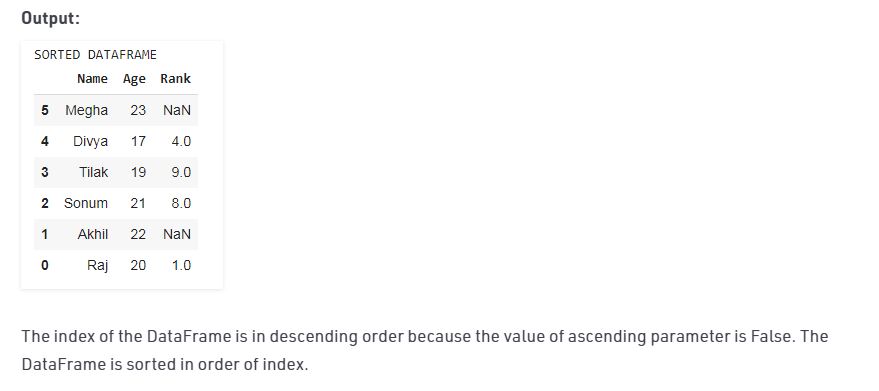 Output:
SORTED DATAFRAME
Name Age Rank
5 Megha 23 NaN
4 Divya 17 4.0
3 Tilak 19 9.0
2 Sonum 21 8.0
1 Akhil 22 NaN
0 Raj 20 1.0
The index of the DataFrame is in descending order because the value of ascending parameter is False. The
DataFrame is sorted in order of index.